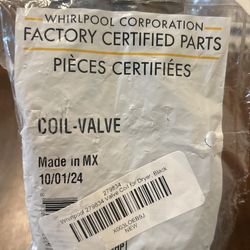 WHIRLPOOL CORPORATION
FACTORY CERTIFIED PARTS
PIÈCES CERTIFIÉES
COIL-VALVE
Made in MX
10/01/24
279834
Whirlpool 279834 Valve Coil for Dryer, Black
NEW